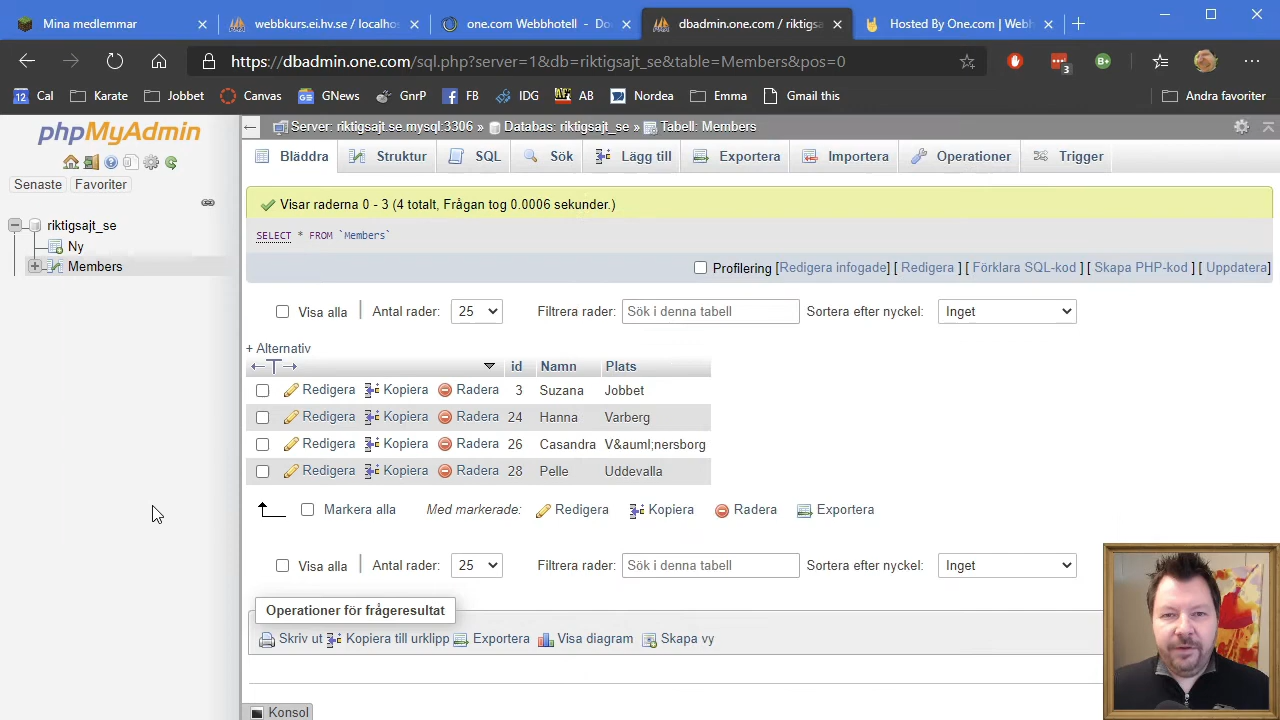 Mina medlemmar
webbkurs.ei.hv.se / localhos
one.com Webbhotell - Do
dbadmin.one.com / riktigsa
Hosted By One.com | Webh
https://dbadmin.one.com/sql.php?server=1&db=riktigsajt_se&table=Members&pos=0
3
12 Cal
Karate
Jobbet
Canvas
GNews
GnrP
FB
IDG
AB
Nordea
Emma
Gmail this
Andra favoriter
phpMyAdmin
Server: riktigsajt.se.mysql:3306 » Databas: riktigsajt_se » Tabell: Members
Bläddra
Struktur
SQL
Sök
Lägg till
Exportera
Importera
Operationer
Trigger
Senaste
Favoriter
riktigsajt_se
Ny
Members
Visar raderna 0 - 3 (4 totalt, Frågan tog 0.0006 sekunder.)
SELECT * FROM `Members`
Profilering [Redigera infogade] [ Redigera ] [ Förklara SQL-kod ] [ Skapa PHP-kod ] [ Uppdatera]
Visa alla | Antal rader: 25 Filtrera rader: Sök i denna tabell Sortera efter nyckel: Inget
+ Alternativ
←T→ id Namn Plats
Redigera Kopiera Radera 3 Suzana Jobbet
Redigera Kopiera Radera 24 Hanna Varberg
Redigera Kopiera Radera 26 Casandra V&auml;nersborg
Redigera Kopiera Radera 28 Pelle Uddevalla
Markera alla Med markerade: Redigera Kopiera Radera Exportera
Visa alla | Antal rader: 25 Filtrera rader: Sök i denna tabell Sortera efter nyckel: Inget
Operationer för frågeresultat
Skriv ut Kopiera till urklipp Exportera Visa diagram Skapa vy
Konsol